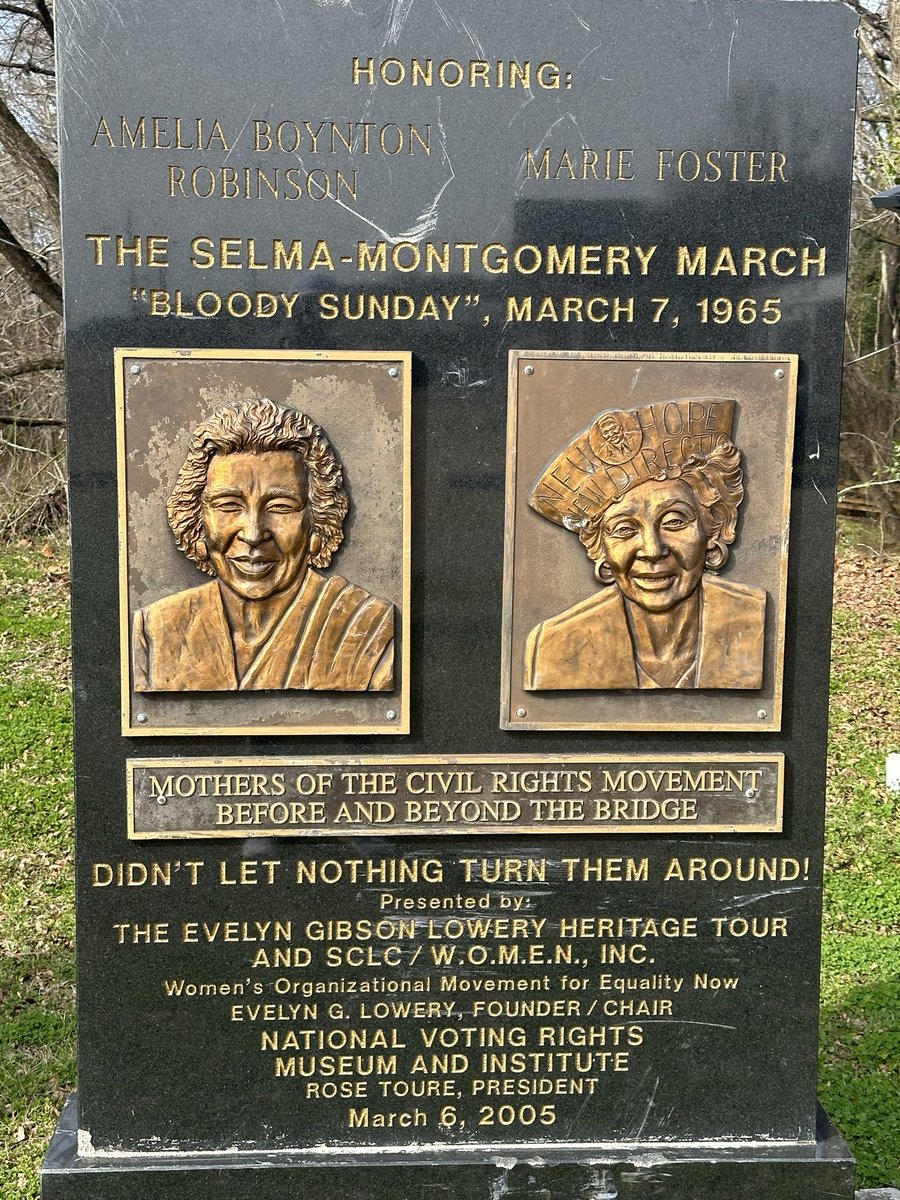 HONORING:
AMELIA BOYNTON
ROBINSON
MARIE FOSTER
THE SELMA-MONTGOMERY MARCH
"BLOODY SUNDAY", MARCH 7, 1965
NEW HOPE
NEW DIRECTION
MOTHERS OF THE CIVIL RIGHTS MOVEMENT
BEFORE AND BEYOND THE BRIDGE
DIDN'T LET NOTHING TURN THEM AROUND!
Presented by:
THE EVELYN GIBSON LOWERY HERITAGE TOUR
AND SCLC/W.O.M.E.N., INC.
Women's Organizational Movement for Equality Now
EVELYN G. LOWERY, FOUNDER/CHAIR
NATIONAL VOTING RIGHTS
MUSEUM AND INSTITUTE
ROSE TOURE, PRESIDENT
March 6, 2005